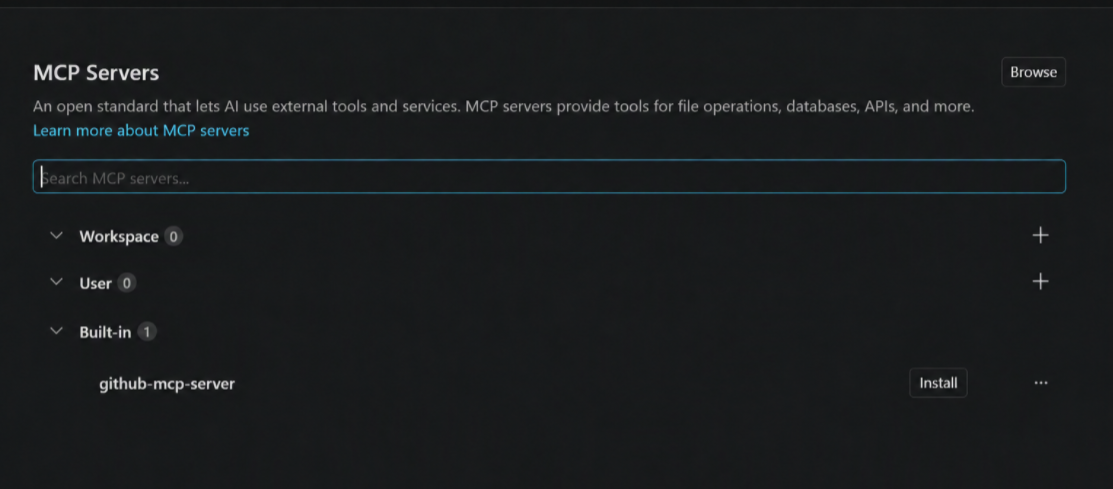 MCP Servers
Browse
An open standard that lets AI use external tools and services. MCP servers provide tools for file operations, databases, APIs, and more.
Learn more about MCP servers
Search MCP servers...
Workspace 0
User 0
Built-in 1
github-mcp-server
Install